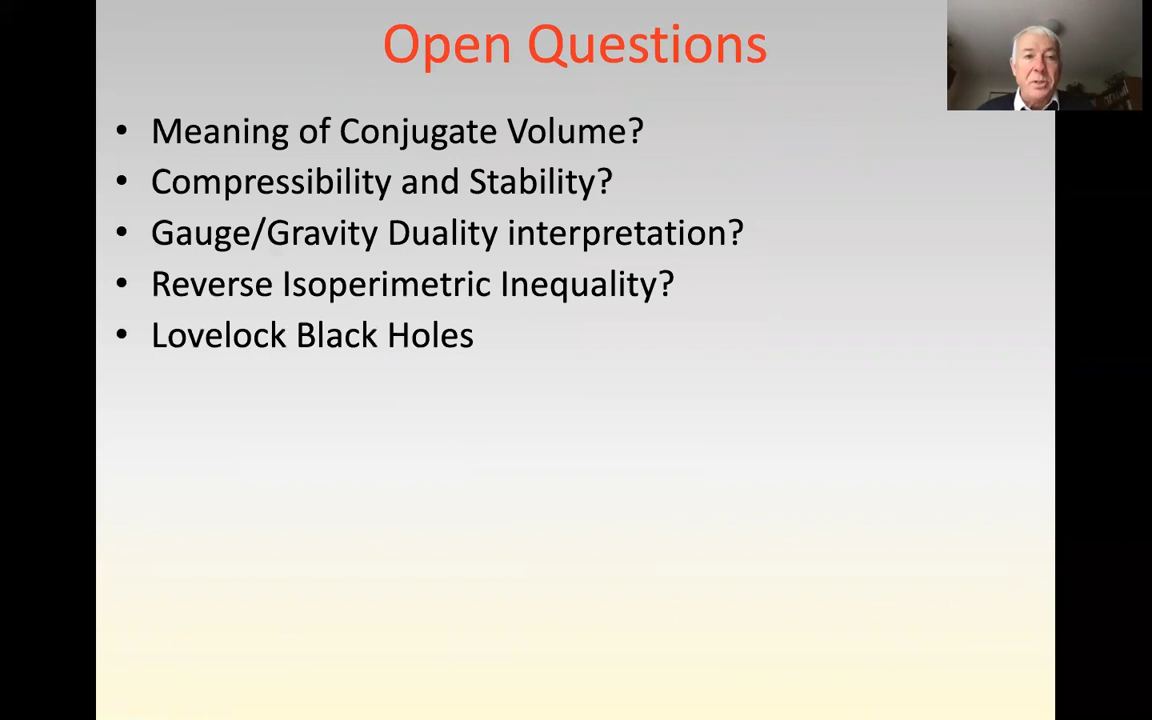 Open Questions
• Meaning of Conjugate Volume?
• Compressibility and Stability?
• Gauge/Gravity Duality interpretation?
• Reverse Isoperimetric Inequality?
• Lovelock Black Holes